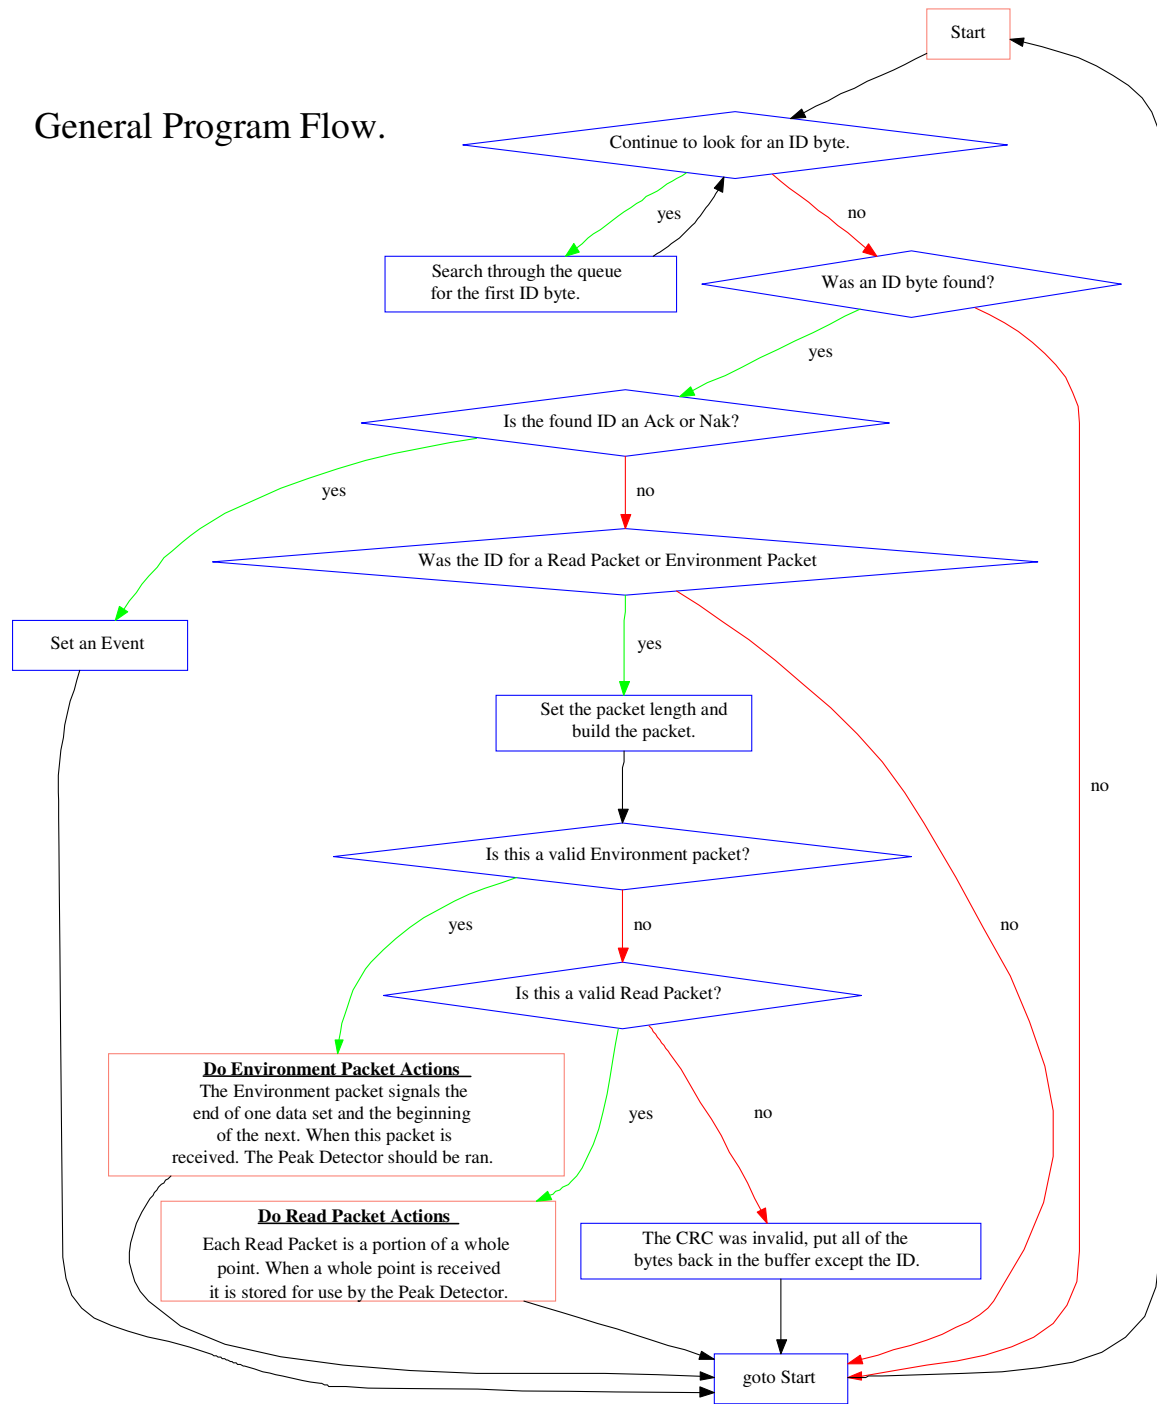 Start
General Program Flow.
Continue to look for an ID byte.
yes
no
Search through the queue
for the first ID byte.
Was an ID byte found?
yes
Is the found ID an Ack or Nak?
yes
no
Was the ID for a Read Packet or Environment Packet
Set an Event
yes
Set the packet length and
build the packet.
no
Is this a valid Environment packet?
yes
no
no
Is this a valid Read Packet?
Do Environment Packet Actions
The Environment packet signals the
end of one data set and the beginning
of the next. When this packet is
received. The Peak Detector should be ran.
yes
no
Do Read Packet Actions
Each Read Packet is a portion of a whole
point. When a whole point is received
it is stored for use by the Peak Detector.
The CRC was invalid, put all of the
bytes back in the buffer except the ID.
goto Start